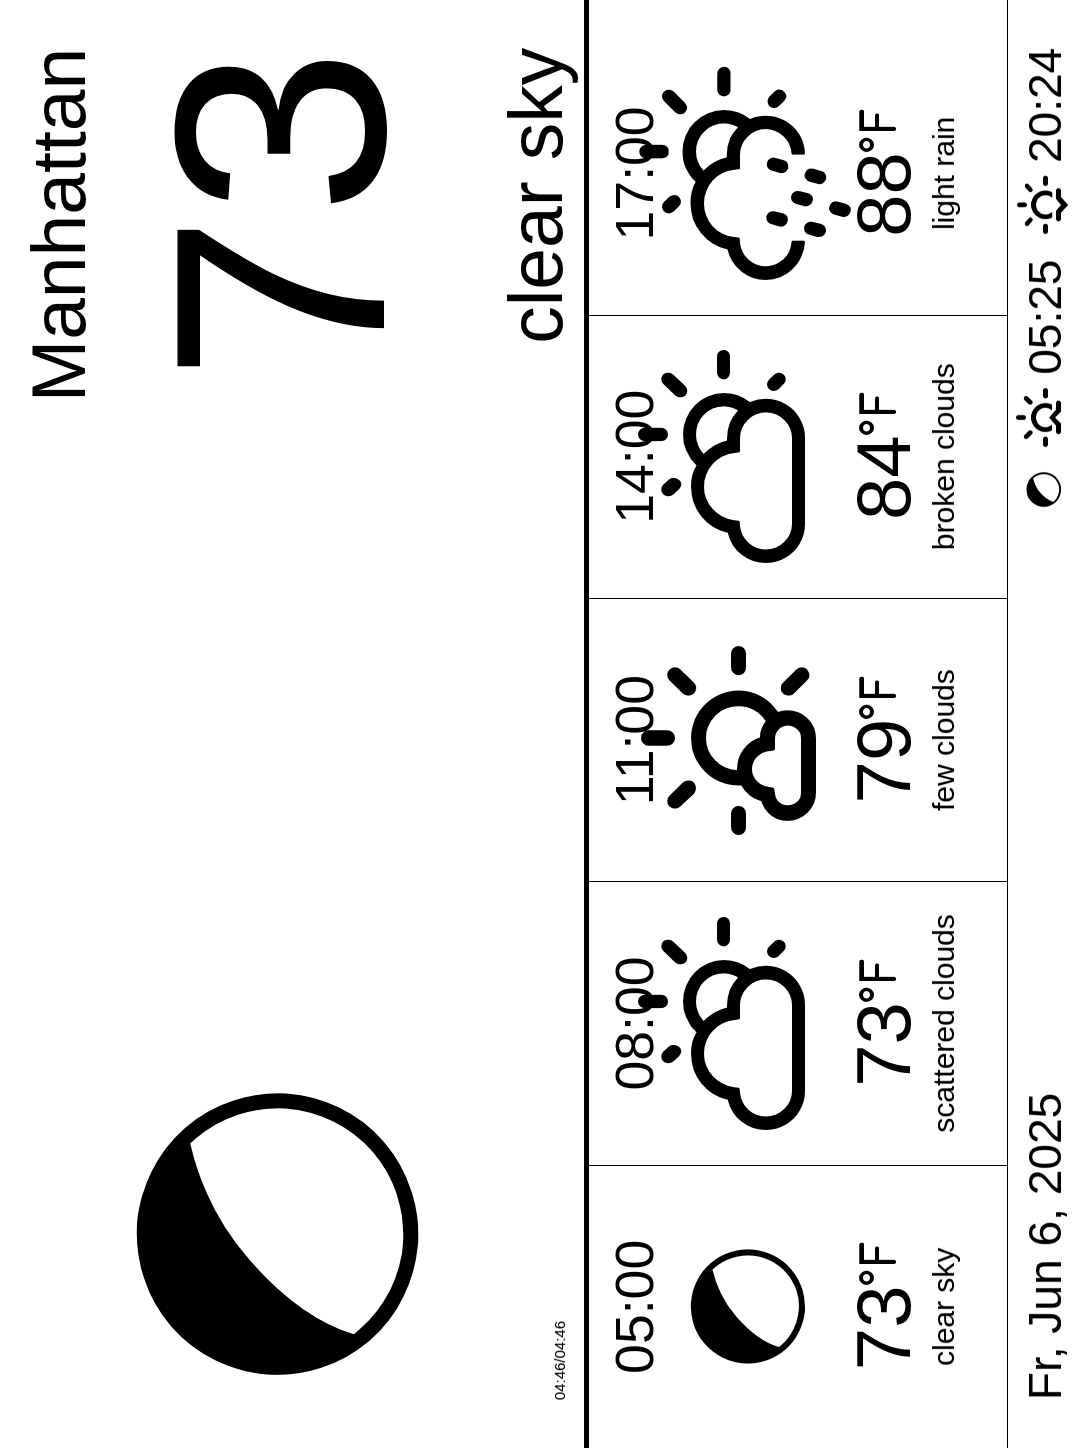 Manhattan
73
clear sky
04:46/04:46
05:00
73°F
clear sky
08:00
73°F
scattered clouds
11:00
79°F
few clouds
14:00
84°F
broken clouds
17:00
88°F
light rain
Fr, Jun 6, 2025
05:25 20:24